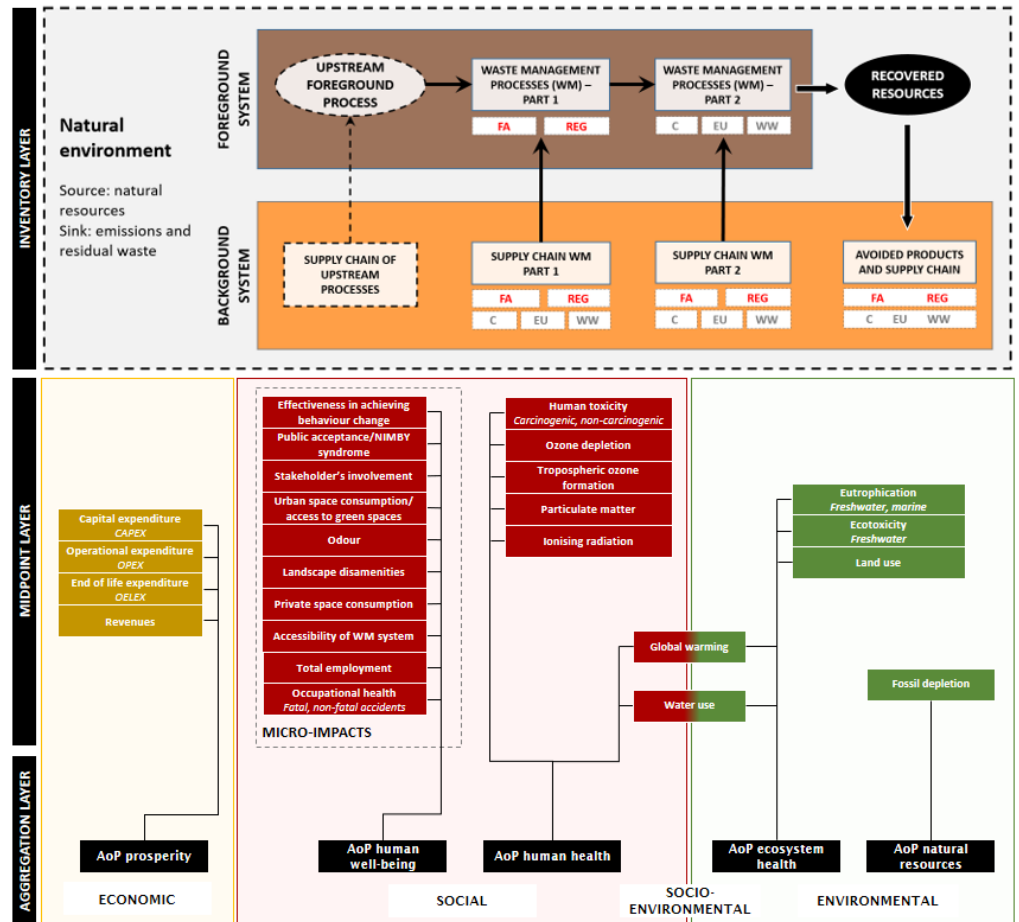 INVENTORY LAYER
Natural
environment
Source: natural
resources
Sink: emissions and
residual waste
FOREGROUND
SYSTEM
UPSTREAM
FOREGROUND
PROCESS
WASTE MANAGEMENT
PROCESSES (WM) –
PART 1
FA
REG
WASTE MANAGEMENT
PROCESSES (WM) –
PART 2
C
EU
WW
RECOVERED
RESOURCES
BACKGROUND
SYSTEM
SUPPLY CHAIN OF
UPSTREAM
PROCESSES
SUPPLY CHAIN WM
PART 1
FA
REG
C
EU
WW
SUPPLY CHAIN WM
PART 2
FA
REG
C
EU
WW
AVOIDED PRODUCTS
AND SUPPLY CHAIN
FA REG
C EU WW
MIDPOINT LAYER
Capital expenditure
CAPEX
Operational expenditure
OPEX
End of life expenditure
OELEX
Revenues
Effectiveness in achieving
behaviour change
Public acceptance/NIMBY
syndrome
Stakeholder's involvement
Urban space consumption/
access to green spaces
Odour
Landscape disamenities
Private space consumption
Accessibility of WM system
Total employment
Occupational health
Fatal, non-fatal accidents
MICRO-IMPACTS
Human toxicity
Carcinogenic, non-carcinogenic
Ozone depletion
Tropospheric ozone
formation
Particulate matter
Ionising radiation
Global warming
Water use
Eutrophication
Freshwater, marine
Ecotoxicity
Freshwater
Land use
Fossil depletion
AGGREGATION LAYER
AoP prosperity
AoP human
well-being
AoP human health
AoP ecosystem
health
AoP natural
resources
ECONOMIC
SOCIAL
SOCIO-
ENVIRONMENTAL
ENVIRONMENTAL